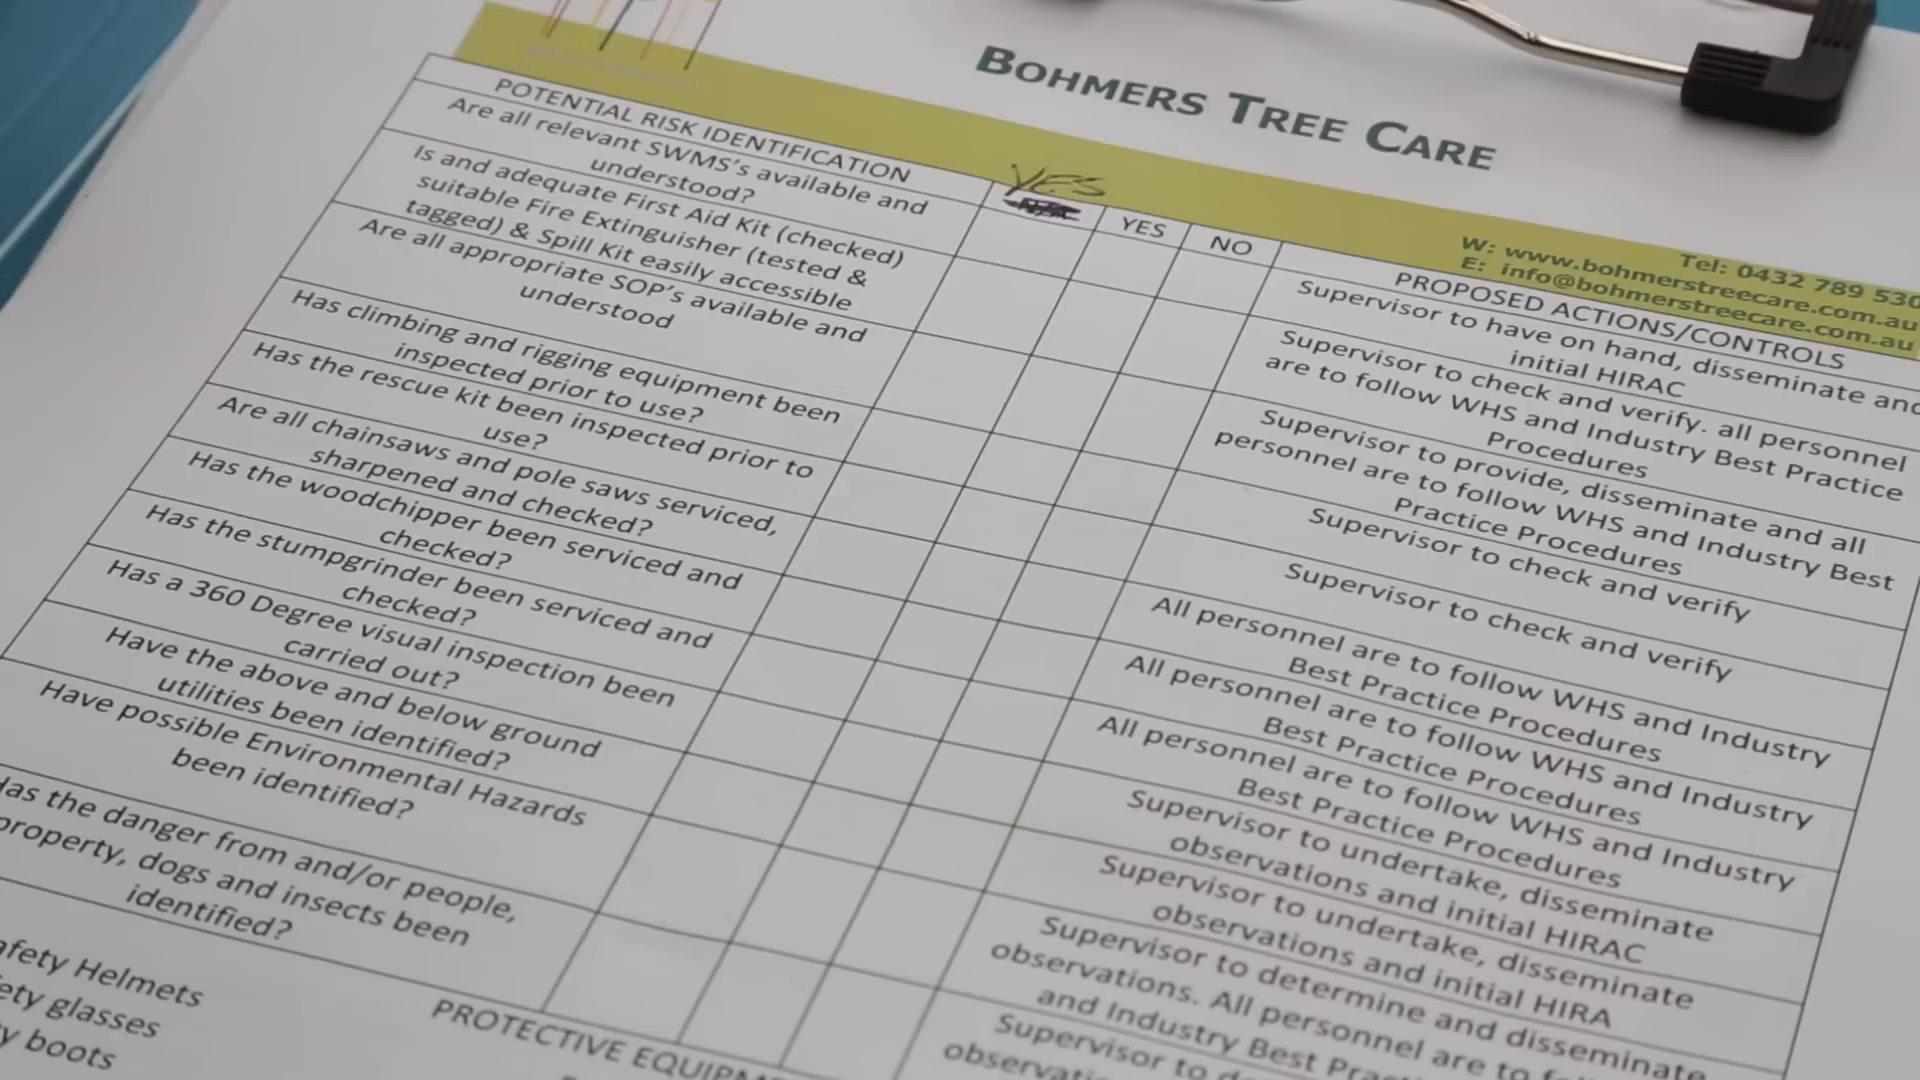 BOHMERS TREE CARE
Tel: 0432 789 530
W: www.bohmerstreecare.com.au
E: info@bohmerstreecare.com.au
POTENTIAL RISK IDENTIFICATION
YES
YES
NO
PROPOSED ACTIONS/CONTROLS
Are all relevant SWMS's available and
understood?
Supervisor to have on hand, disseminate and
initial HIRAC
Is and adequate First Aid Kit (checked)
suitable Fire Extinguisher (tested &
tagged) & Spill Kit easily accessible
Supervisor to check and verify. all personnel
are to follow WHS and Industry Best Practice
Procedures
Are all appropriate SOP's available and
understood
Supervisor to provide, disseminate and all
personnel are to follow WHS and Industry Best
Practice Procedures
Has climbing and rigging equipment been
inspected prior to use?
Supervisor to check and verify
Has the rescue kit been inspected prior to
use?
Supervisor to check and verify
Are all chainsaws and pole saws serviced,
sharpened and checked?
All personnel are to follow WHS and Industry
Best Practice Procedures
Has the woodchipper been serviced and
checked?
All personnel are to follow WHS and Industry
Best Practice Procedures
Has the stumpgrinder been serviced and
checked?
All personnel are to follow WHS and Industry
Best Practice Procedures
Has a 360 Degree visual inspection been
carried out?
Supervisor to undertake, disseminate
observations and initial HIRAC
Have the above and below ground
utilities been identified?
Supervisor to undertake, disseminate
observations and initial HIRA
Have possible Environmental Hazards
been identified?
Supervisor to determine and disseminate
observations. All personnel are to
and Industry Best
Has the danger from and/or people,
property, dogs and insects been
identified?
Supervisor to
PROTECTIVE
Helmets
glasses
boots